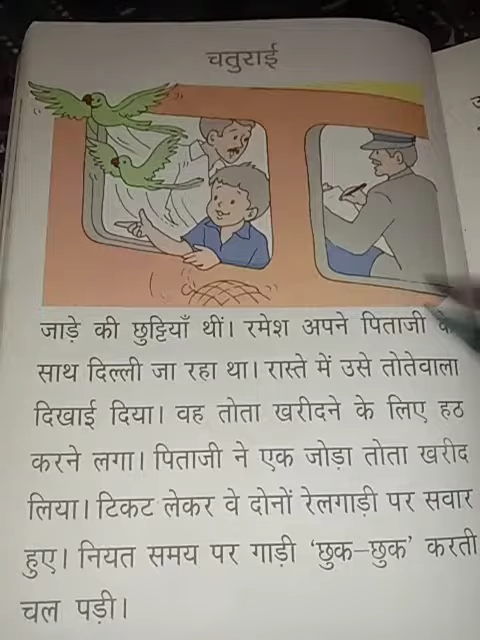 चतुराई
जाड़े की छुट्टियाँ थीं। रमेश अपने पिताजी के
साथ दिल्ली जा रहा था। रास्ते में उसे तोतेवाला
दिखाई दिया। वह तोता खरीदने के लिए हठ
करने लगा। पिताजी ने एक जोड़ा तोता खरीद
लिया। टिकट लेकर वे दोनों रेलगाड़ी पर सवार
हुए। नियत समय पर गाड़ी ‘छुक–छुक’ करती
चल पड़ी।